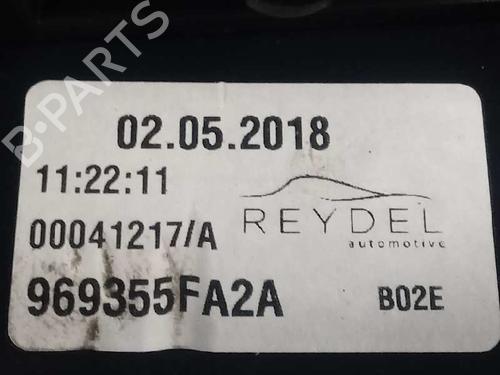 02.05.2018
11:22:11
00041217/A
REYDEL
automotive
969355FA2A
B02E
B-PARTS